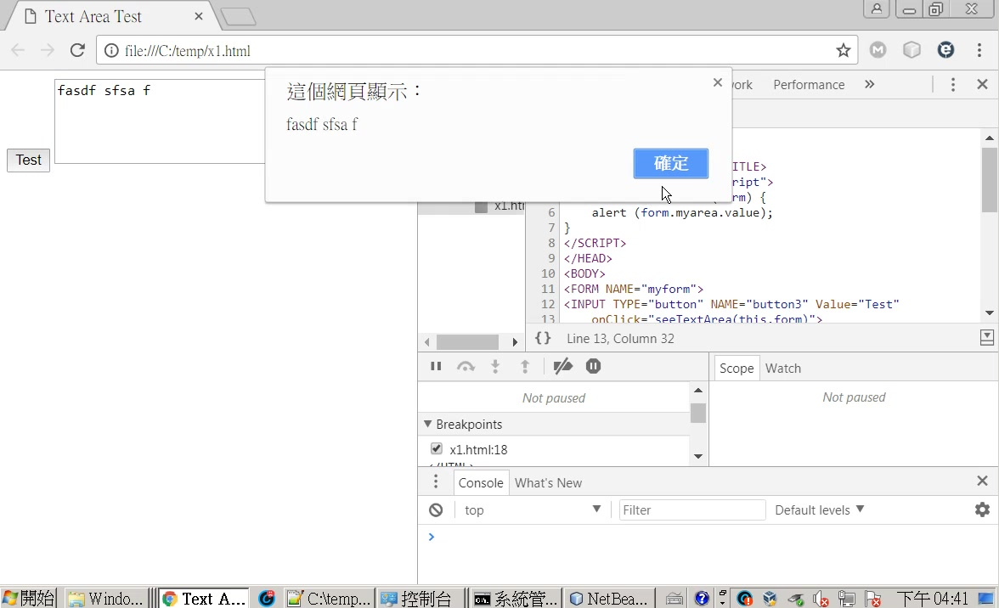 Text Area Test
file:///C:/temp/x1.html
fasdf sfsa f
Test
這個網頁顯示：
fasdf sfsa f
確定
ork
Performance
»
ITLE>
ript">
rm) {
6 alert (form.myarea.value);
7 }
8 </SCRIPT>
9 </HEAD>
10 <BODY>
11 <FORM NAME="myform">
12 <INPUT TYPE="button" NAME="button3" Value="Test"
13 onClick="seeTextArea(this.form)">
x1.htm
{} Line 13, Column 32
Not paused
Breakpoints
x1.html:18
</HTML>
Scope Watch
Not paused
Console What's New
top Filter Default levels
>
開始 Windo... Text A... C:\temp... 控制台 系統管... NetBea... 下午 04:41